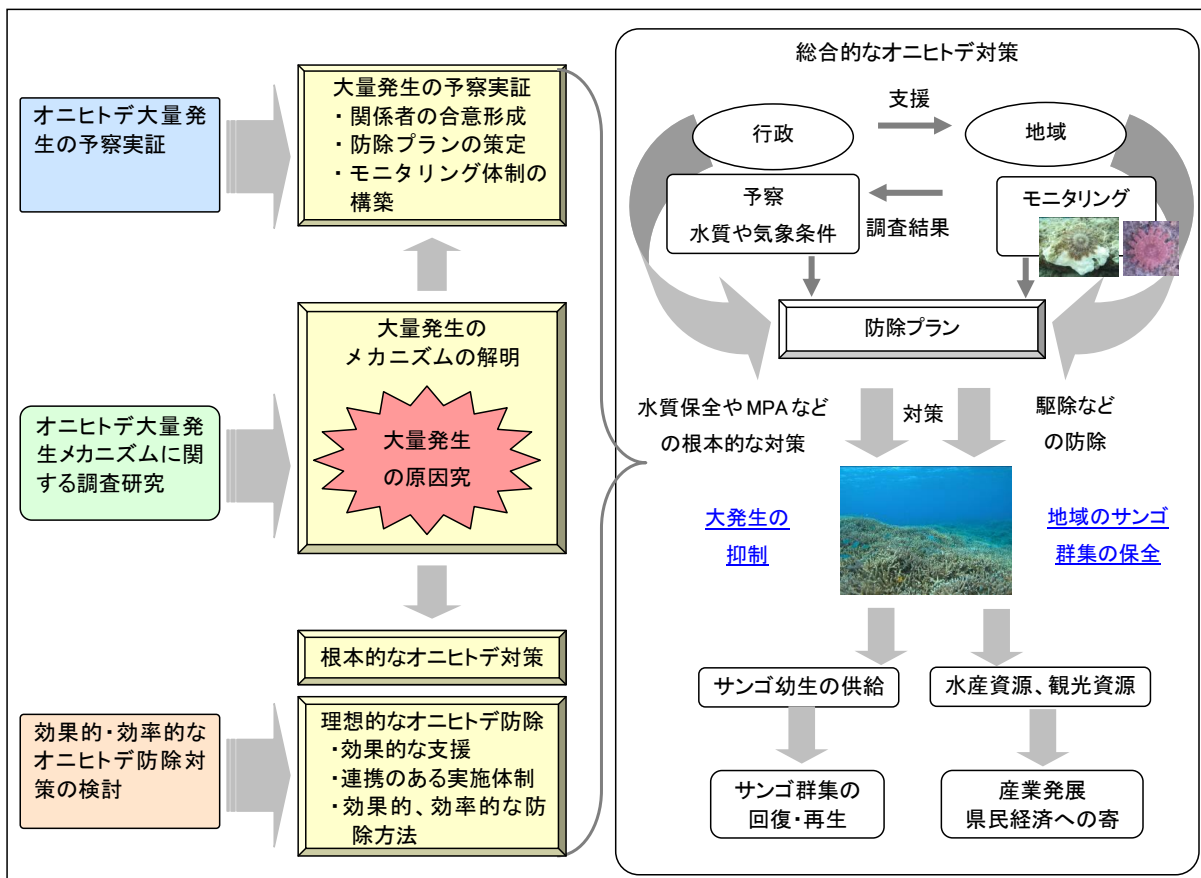 オニヒトデ大量発
生の予察実証
大量発生の予察実証
・関係者の合意形成
・防除プランの策定
・モニタリング体制の
構築
オニヒトデ大量発
生メカニズムに関
する調査研究
大量発生の
メカニズムの解明
大量発生
の原因究
根本的なオニヒトデ対策
効果的・効率的な
オニヒトデ防除対
策の検討
理想的なオニヒトデ防除
・効果的な支援
・連携のある実施体制
・効果的、効率的な防
除方法
総合的なオニヒトデ対策
支援
行政
地域
予察
水質や気象条件
調査結果
モニタリング
防除プラン
水質保全やMPAなど
の根本的な対策
対策
駆除など
の防除
大発生の
抑制
地域のサンゴ
群集の保全
サンゴ幼生の供給
水産資源、観光資源
サンゴ群集の
回復・再生
産業発展
県民経済への寄